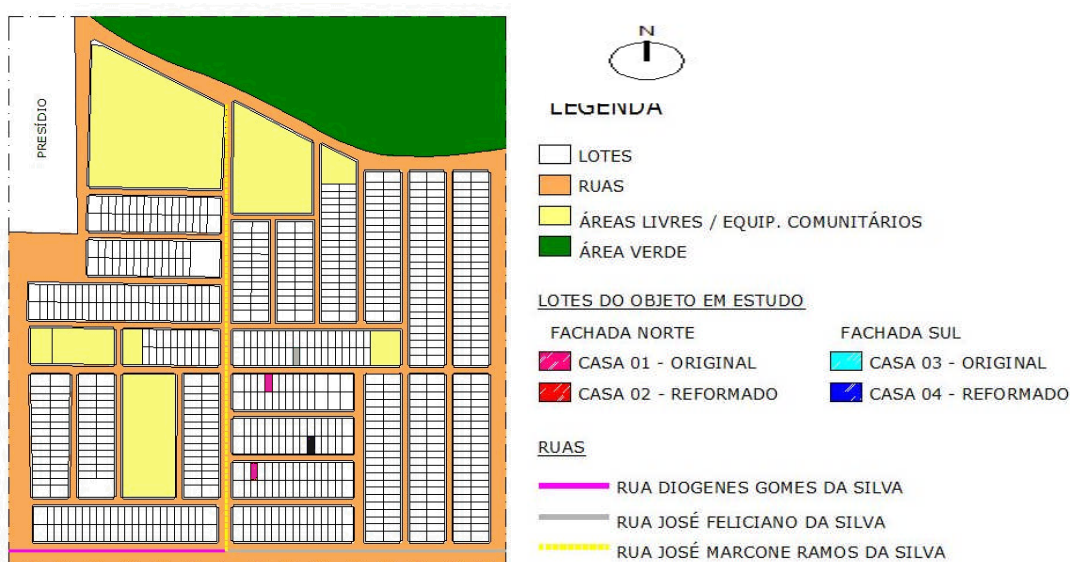 PRESÍDIO
N
LEGENDA
LOTES
RUAS
ÁREAS LIVRES / EQUIP. COMUNITÁRIOS
ÁREA VERDE
LOTES DO OBJETO EM ESTUDO
FACHADA NORTE
FACHADA SUL
CASA 01 - ORIGINAL
CASA 03 - ORIGINAL
CASA 02 - REFORMADO
CASA 04 - REFORMADO
RUAS
RUA DIOGENES GOMES DA SILVA
RUA JOSÉ FELICIANO DA SILVA
RUA JOSÉ MARCONE RAMOS DA SILVA